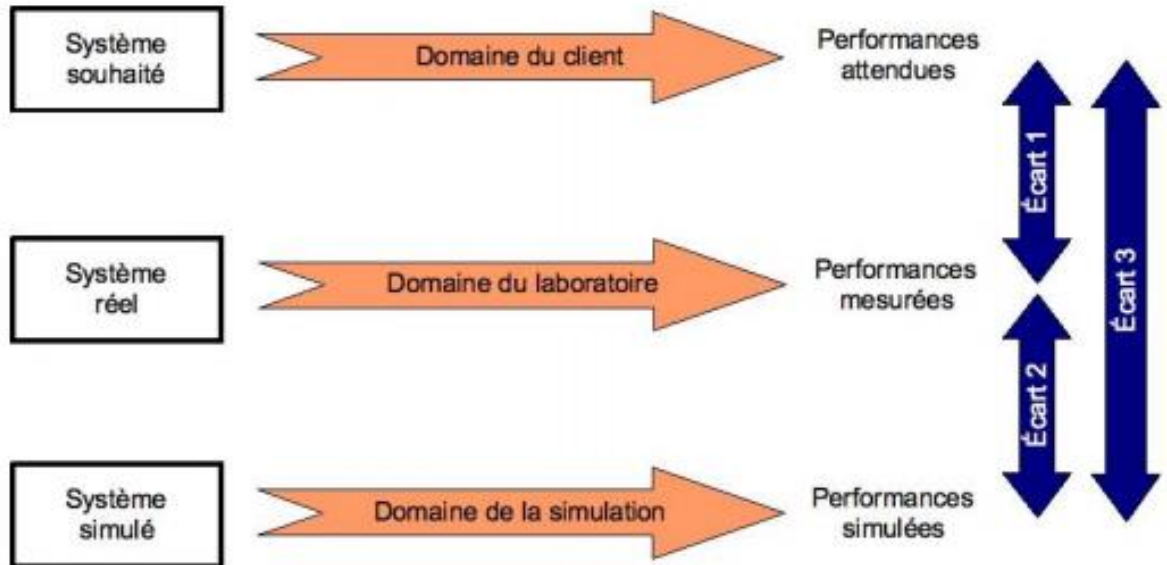 Système
souhaité
Domaine du client
Performances
attendues
Écart 1
Écart 3
Système
réel
Domaine du laboratoire
Performances
mesurées
Écart 2
Système
simulé
Domaine de la simulation
Performances
simulées